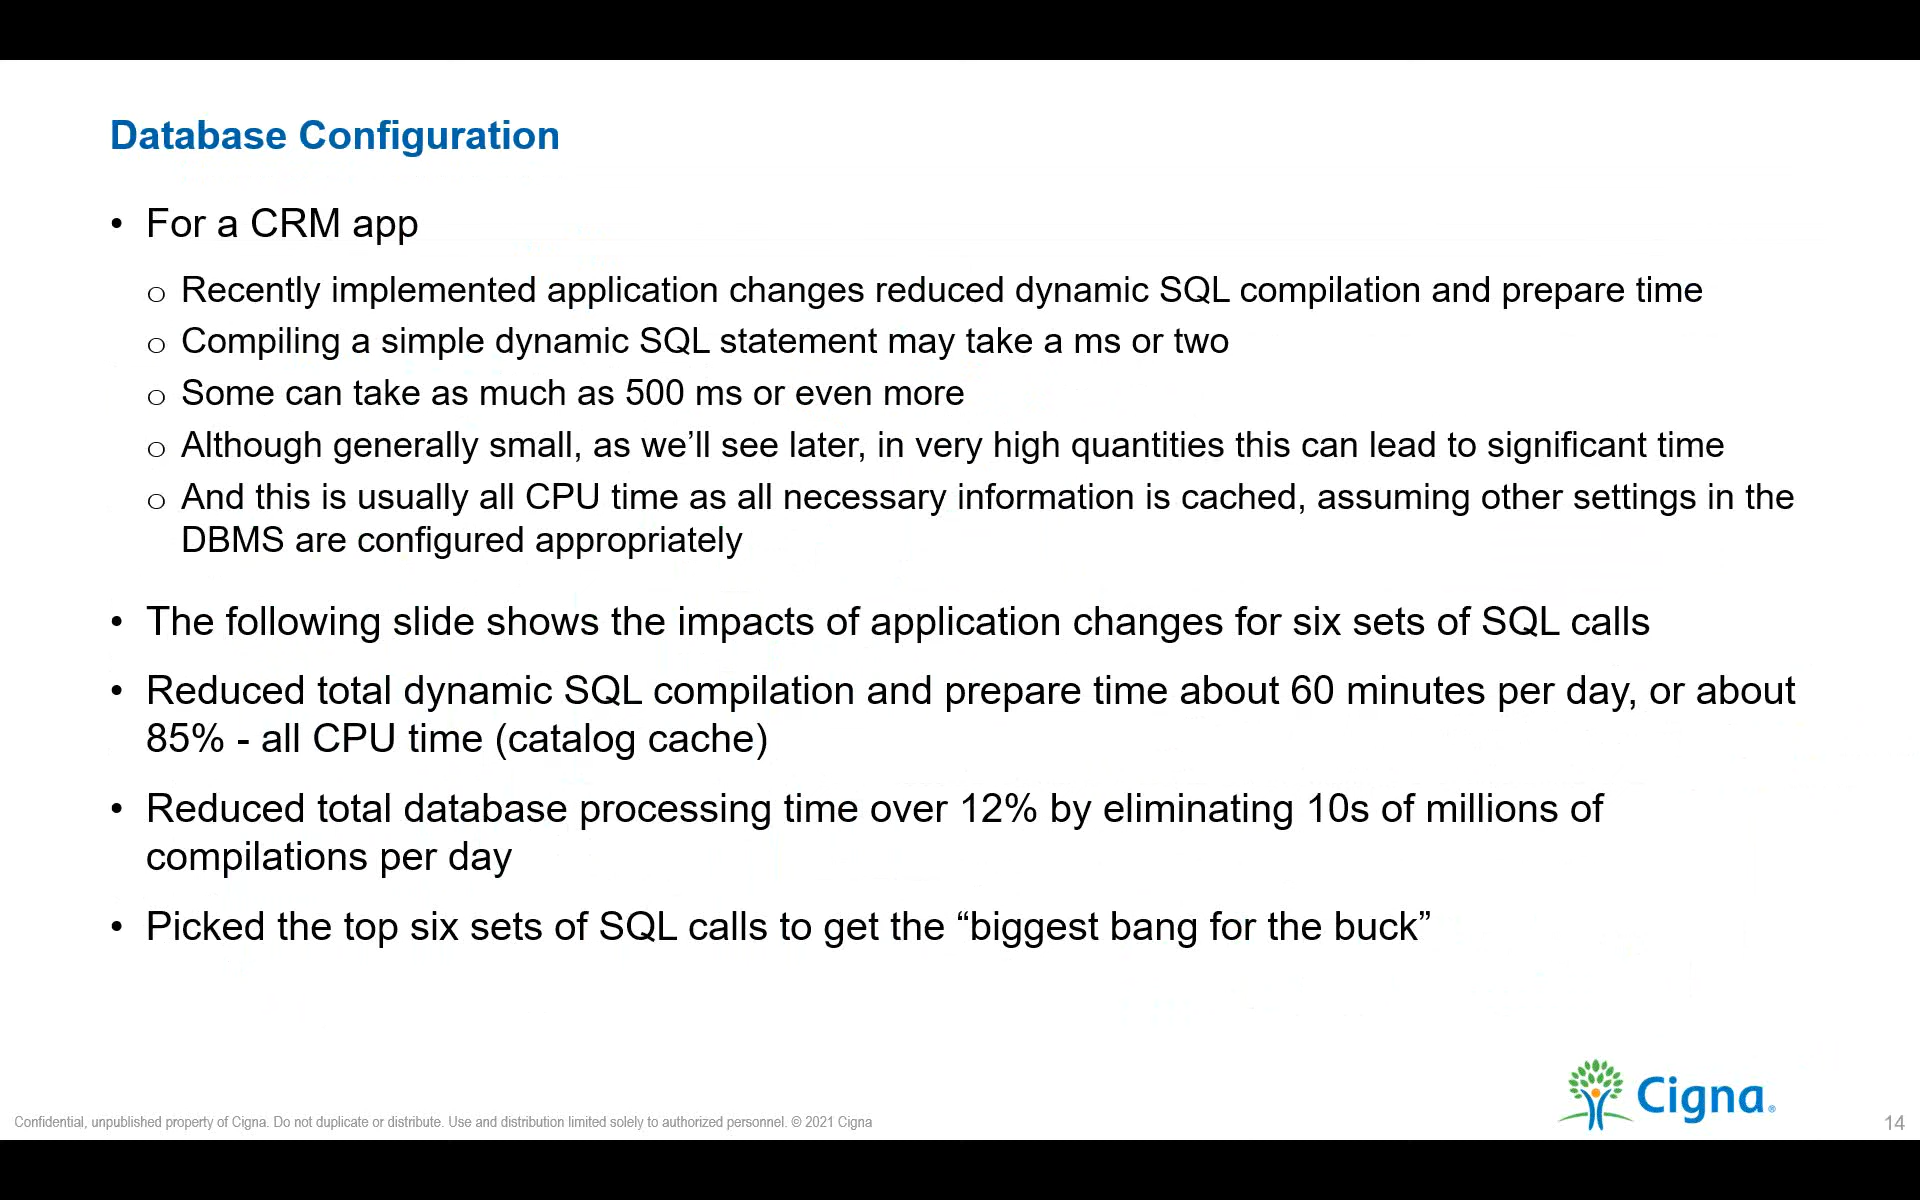 Database Configuration
• For a CRM app
o Recently implemented application changes reduced dynamic SQL compilation and prepare time
o Compiling a simple dynamic SQL statement may take a ms or two
o Some can take as much as 500 ms or even more
o Although generally small, as we’ll see later, in very high quantities this can lead to significant time
o And this is usually all CPU time as all necessary information is cached, assuming other settings in the
DBMS are configured appropriately
• The following slide shows the impacts of application changes for six sets of SQL calls
• Reduced total dynamic SQL compilation and prepare time about 60 minutes per day, or about
85% - all CPU time (catalog cache)
• Reduced total database processing time over 12% by eliminating 10s of millions of
compilations per day
• Picked the top six sets of SQL calls to get the “biggest bang for the buck”
Cigna®
Confidential, unpublished property of Cigna. Do not duplicate or distribute. Use and distribution limited solely to authorized personnel. © 2021 Cigna
14